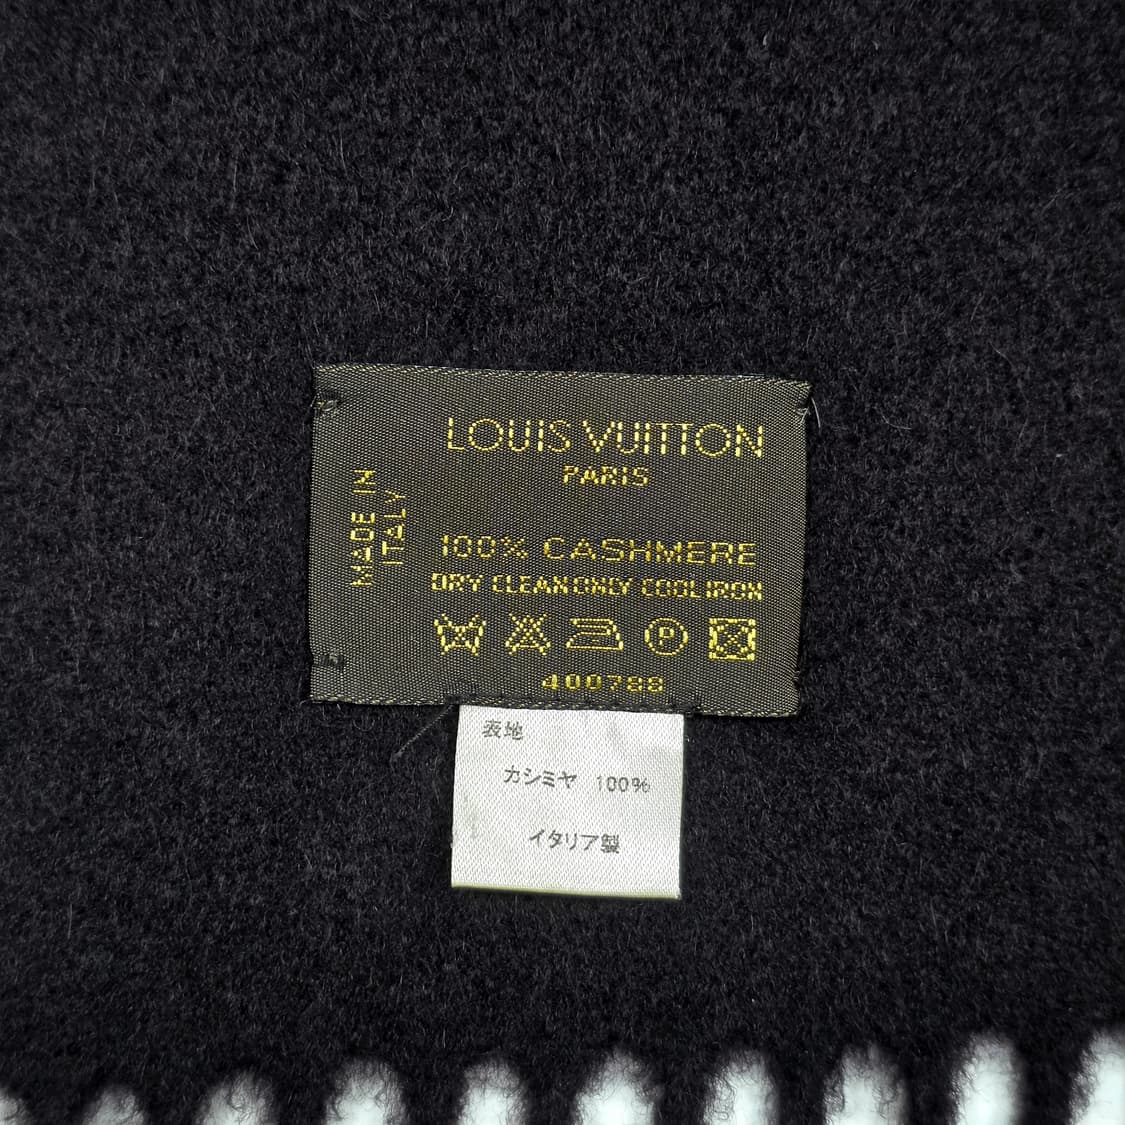 LOUIS VUITTON
PARIS
MADE IN
ITALY
100% CASHMERE
DRY CLEAN ONLY COOL IRON
P
400788
表地
カシミヤ 100%
イタリア製